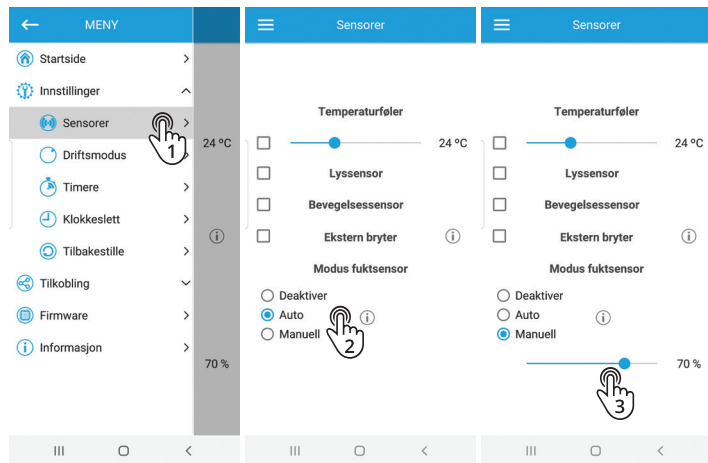 MENY
Startside
Innstillinger
Sensorer
1
24 ºC
Driftsmodus
Timere
Klokkeslett
Tilbakestille
Tilkobling
Firmware
Informasjon
70 %
Sensorer
Temperaturføler
24 ºC
Lyssensor
Bevegelsessensor
Ekstern bryter
i
Modus fuktsensor
Deaktiver
Auto
i
Manuell
2
Sensorer
Temperaturføler
24 ºC
Lyssensor
Bevegelsessensor
Ekstern bryter
i
Modus fuktsensor
Deaktiver
Auto
i
Manuell
70 %
3